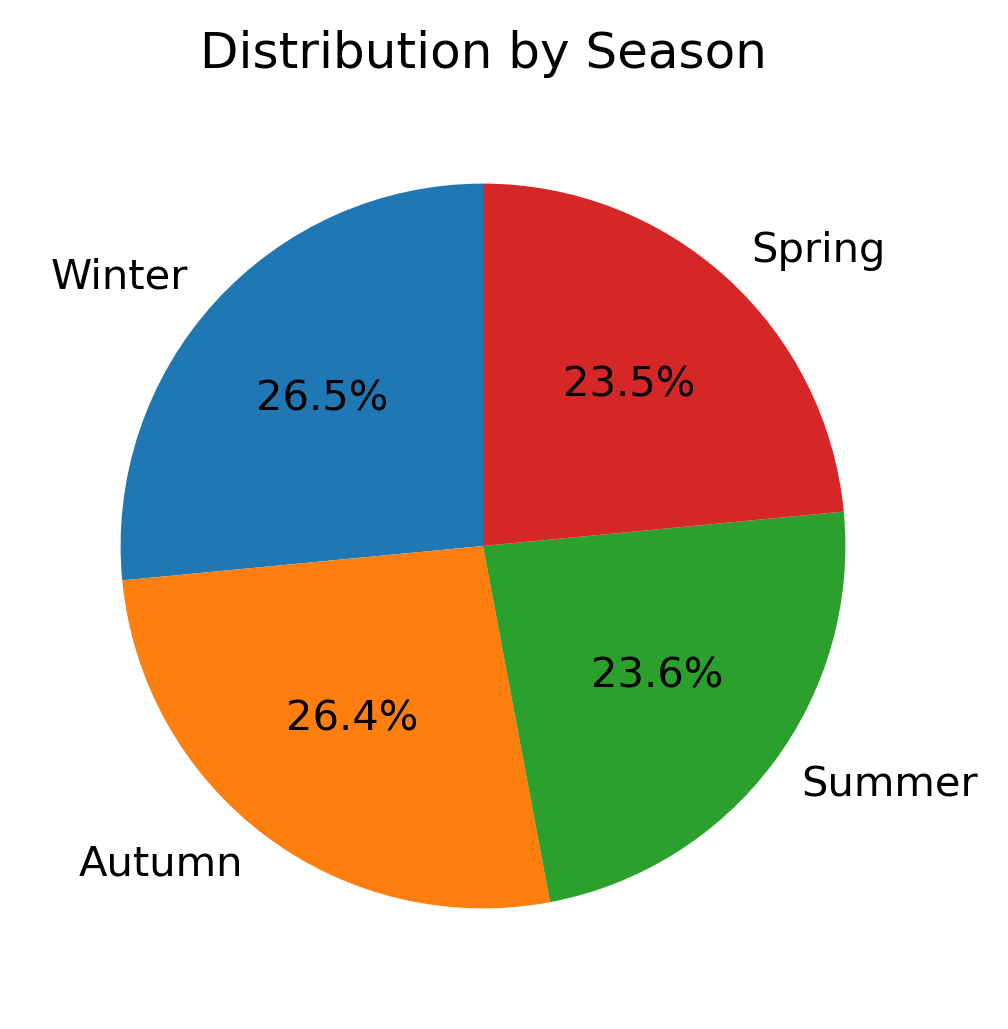 Distribution by Season
Spring
Winter
23.5%
26.5%
23.6%
26.4%
Summer
Autumn